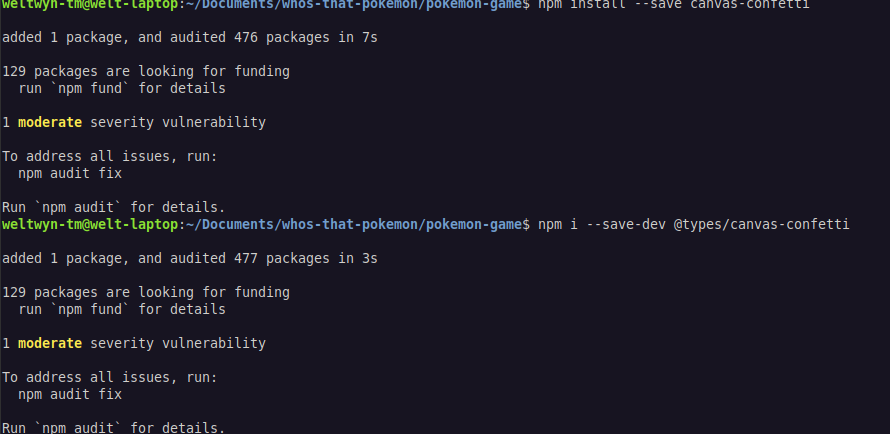 weltwyn-tm@welt-laptop:~/Documents/whos-that-pokemon/pokemon-game$ npm install --save canvas-confetti
added 1 package, and audited 476 packages in 7s
129 packages are looking for funding
run `npm fund` for details
1 moderate severity vulnerability
To address all issues, run:
npm audit fix
Run `npm audit` for details.
weltwyn-tm@welt-laptop:~/Documents/whos-that-pokemon/pokemon-game$ npm i --save-dev @types/canvas-confetti
added 1 package, and audited 477 packages in 3s
129 packages are looking for funding
run `npm fund` for details
1 moderate severity vulnerability
To address all issues, run:
npm audit fix
Run `npm audit` for details.